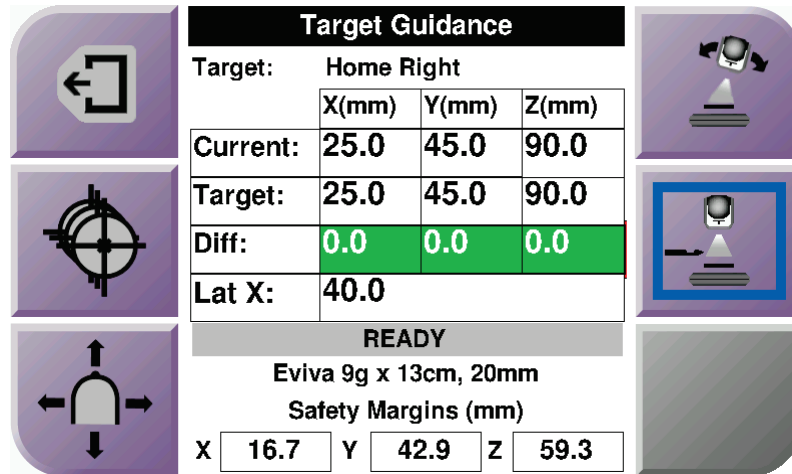 Target Guidance
Target: Home Right
X(mm) Y(mm) Z(mm)
Current: 25.0 45.0 90.0
Target: 25.0 45.0 90.0
Diff: 0.0 0.0 0.0
Lat X: 40.0
READY
Eviva 9g x 13cm, 20mm
Safety Margins (mm)
X 16.7 Y 42.9 Z 59.3